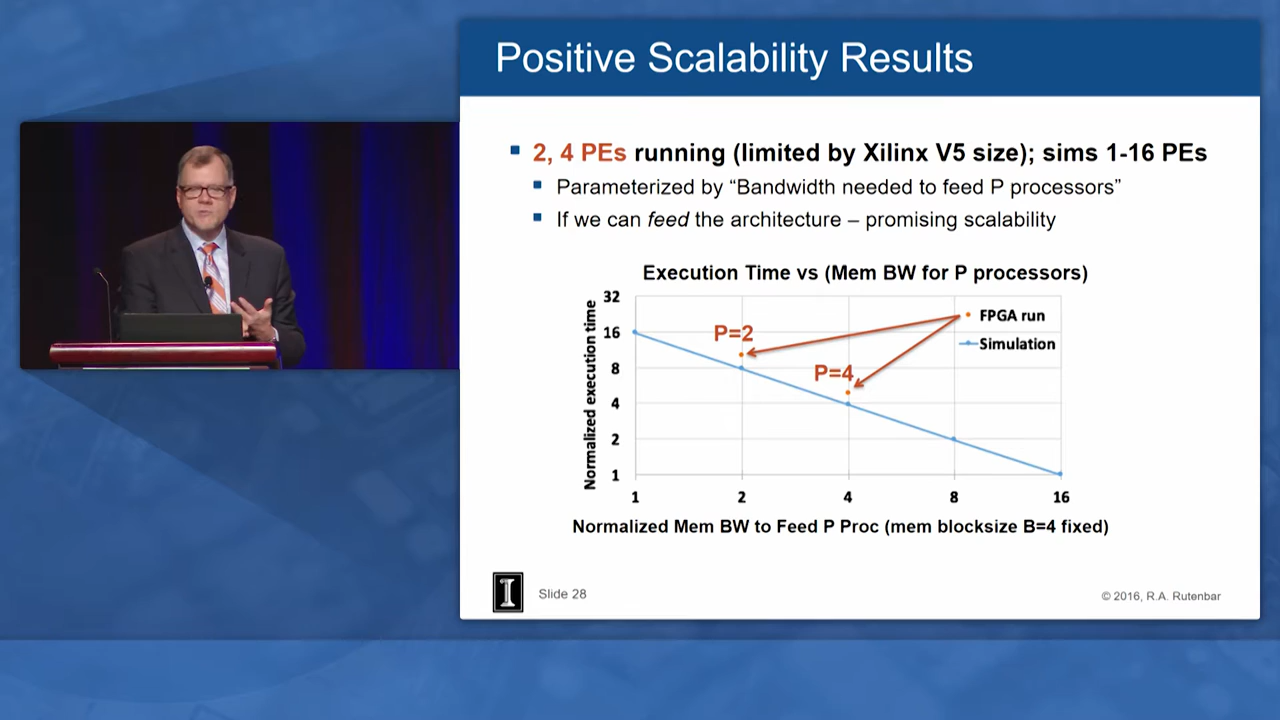 Positive Scalability Results
2, 4 PEs running (limited by Xilinx V5 size); sims 1-16 PEs
Parameterized by “Bandwidth needed to feed P processors”
If we can feed the architecture – promising scalability
Execution Time vs (Mem BW for P processors)
Normalized execution time
32
16
8
4
2
1
P=2
P=4
FPGA run
Simulation
1 2 4 8 16
Normalized Mem BW to Feed P Proc (mem blocksize B=4 fixed)
I
Slide 28
© 2016, R.A. Rutenbar